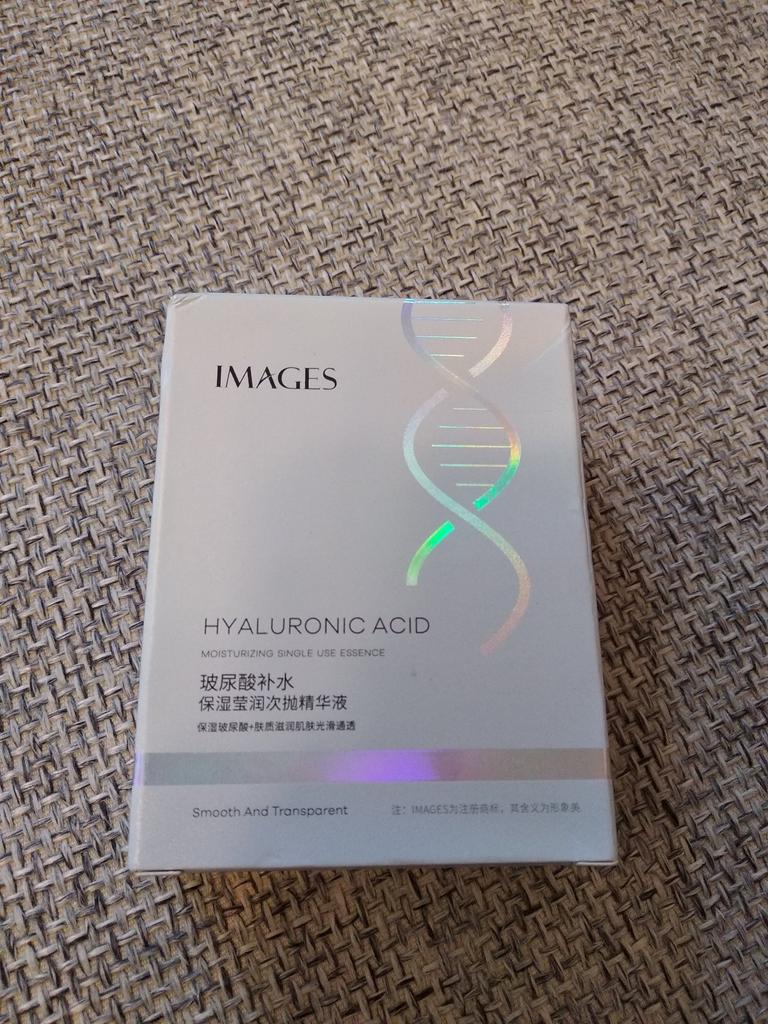 IMAGES
HYALURONIC ACID
MOISTURIZING SINGLE USE ESSENCE
玻尿酸补水
保湿莹润次抛精华液
保湿玻尿酸+肤质滋润肌肤光滑通透
Smooth And Transparent
注：IMAGES为注册商标，其含义为形象美